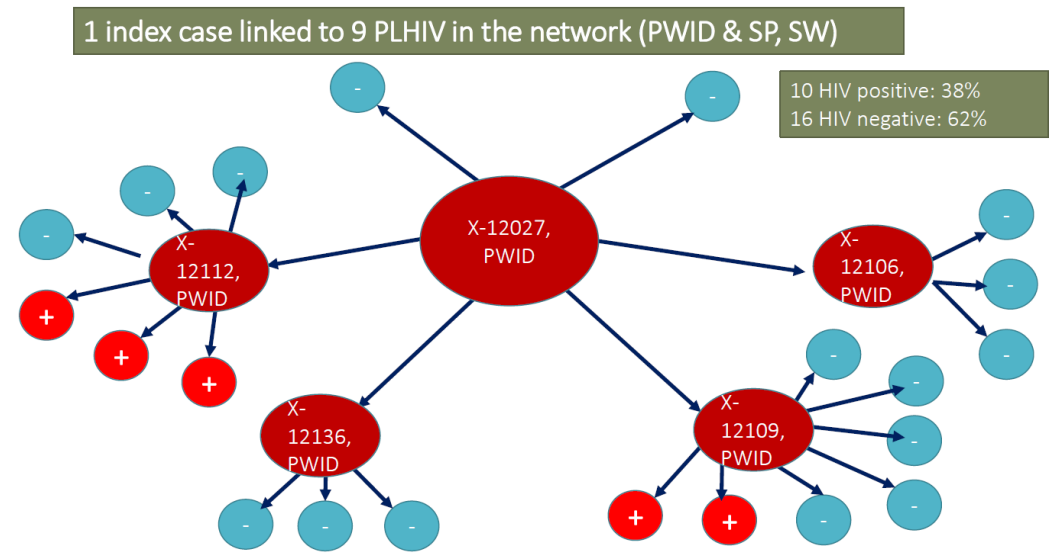 1 index case linked to 9 PLHIV in the network (PWID & SP, SW)
10 HIV positive: 38%
16 HIV negative: 62%
-
-
-
-
-
X-12027,
PWID
X-
12112,
PWID
X-
12106,
PWID
-
-
-
+
+
+
X-
12136,
PWID
-
-
-
X-
12109,
PWID
-
-
-
-
-
+
+